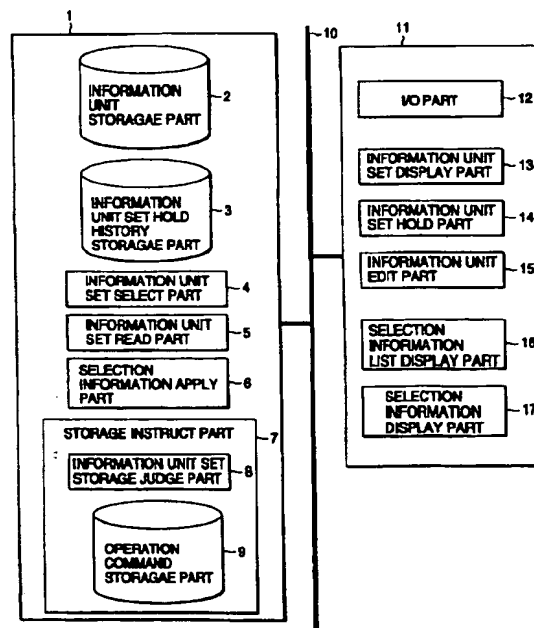 1
INFORMATION
UNIT
STORAGAE PART
2
INFORMATION
UNIT SET HOLD
HISTORY
STORAGAE PART
3
INFORMATION UNIT
SET SELECT PART
4
INFORMATION UNIT
SET READ PART
5
SELECTION
INFORMATION APPLY
PART
6
STORAGE INSTRUCT PART
7
INFORMATION UNIT SET
STORAGE JUDGE PART
8
OPERATION
COMMAND
STORAGAE PART
9
10
11
I/O PART
12
INFORMATION UNIT
SET DISPLAY PART
13
INFORMATION UNIT
SET HOLD PART
14
INFORMATION UNIT
EDIT PART
15
SELECTION
INFORMATION
LIST DISPLAY PART
16
SELECTION
INFORMATION
DISPLAY PART
17